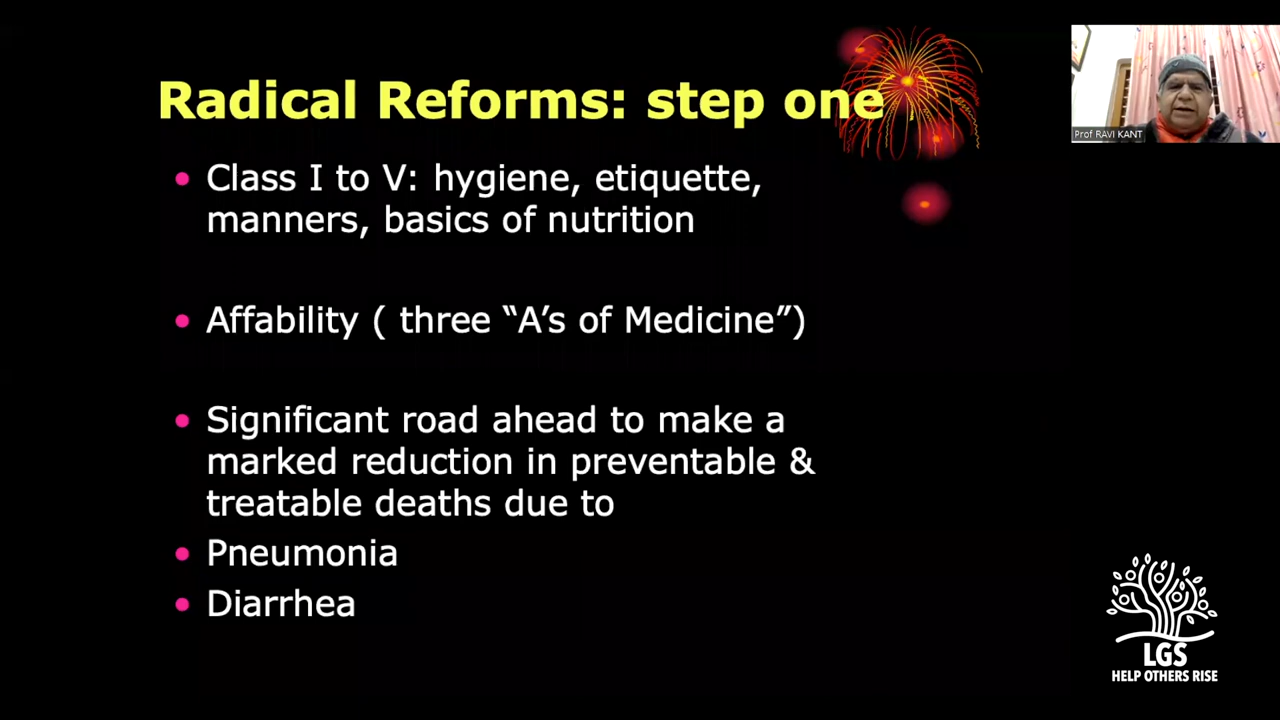 Radical Reforms: step one
• Class I to V: hygiene, etiquette,
manners, basics of nutrition
• Affability ( three “A’s of Medicine”)
• Significant road ahead to make a
marked reduction in preventable &
treatable deaths due to
• Pneumonia
• Diarrhea
Prof RAVI KANT
LGS
HELP OTHERS RISE